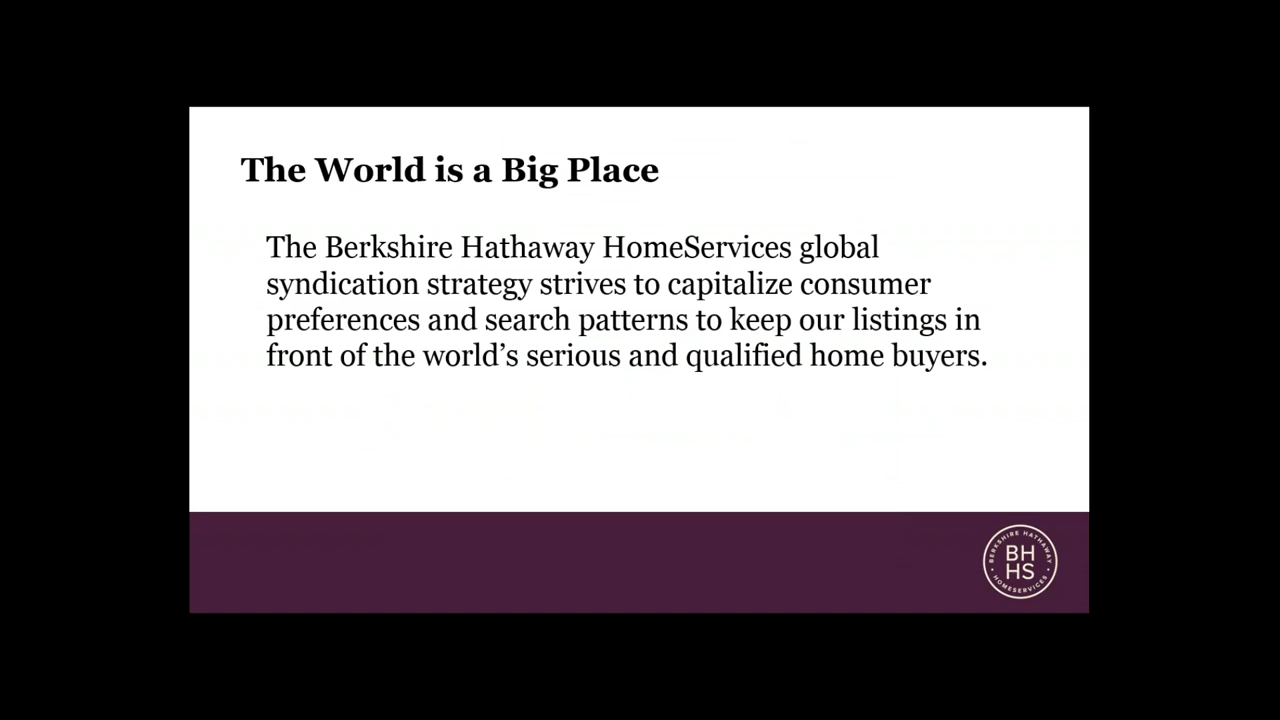 The World is a Big Place
The Berkshire Hathaway HomeServices global
syndication strategy strives to capitalize consumer
preferences and search patterns to keep our listings in
front of the world’s serious and qualified home buyers.
BERKSHIRE HATHAWAY
BH
HS
HOMESERVICES